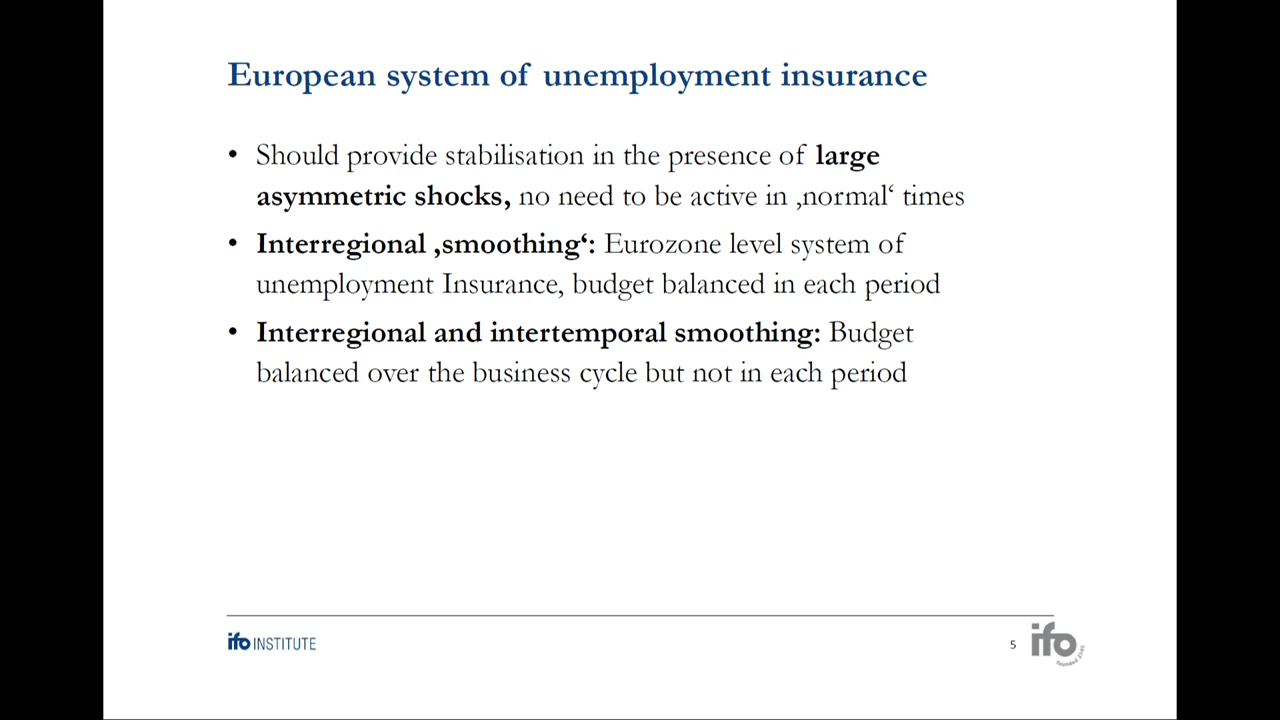 European system of unemployment insurance
• Should provide stabilisation in the presence of large
asymmetric shocks, no need to be active in ‚normal‘ times
• Interregional ‚smoothing‘: Eurozone level system of
unemployment Insurance, budget balanced in each period
• Interregional and intertemporal smoothing: Budget
balanced over the business cycle but not in each period
ifo INSTITUTE
5
ifo